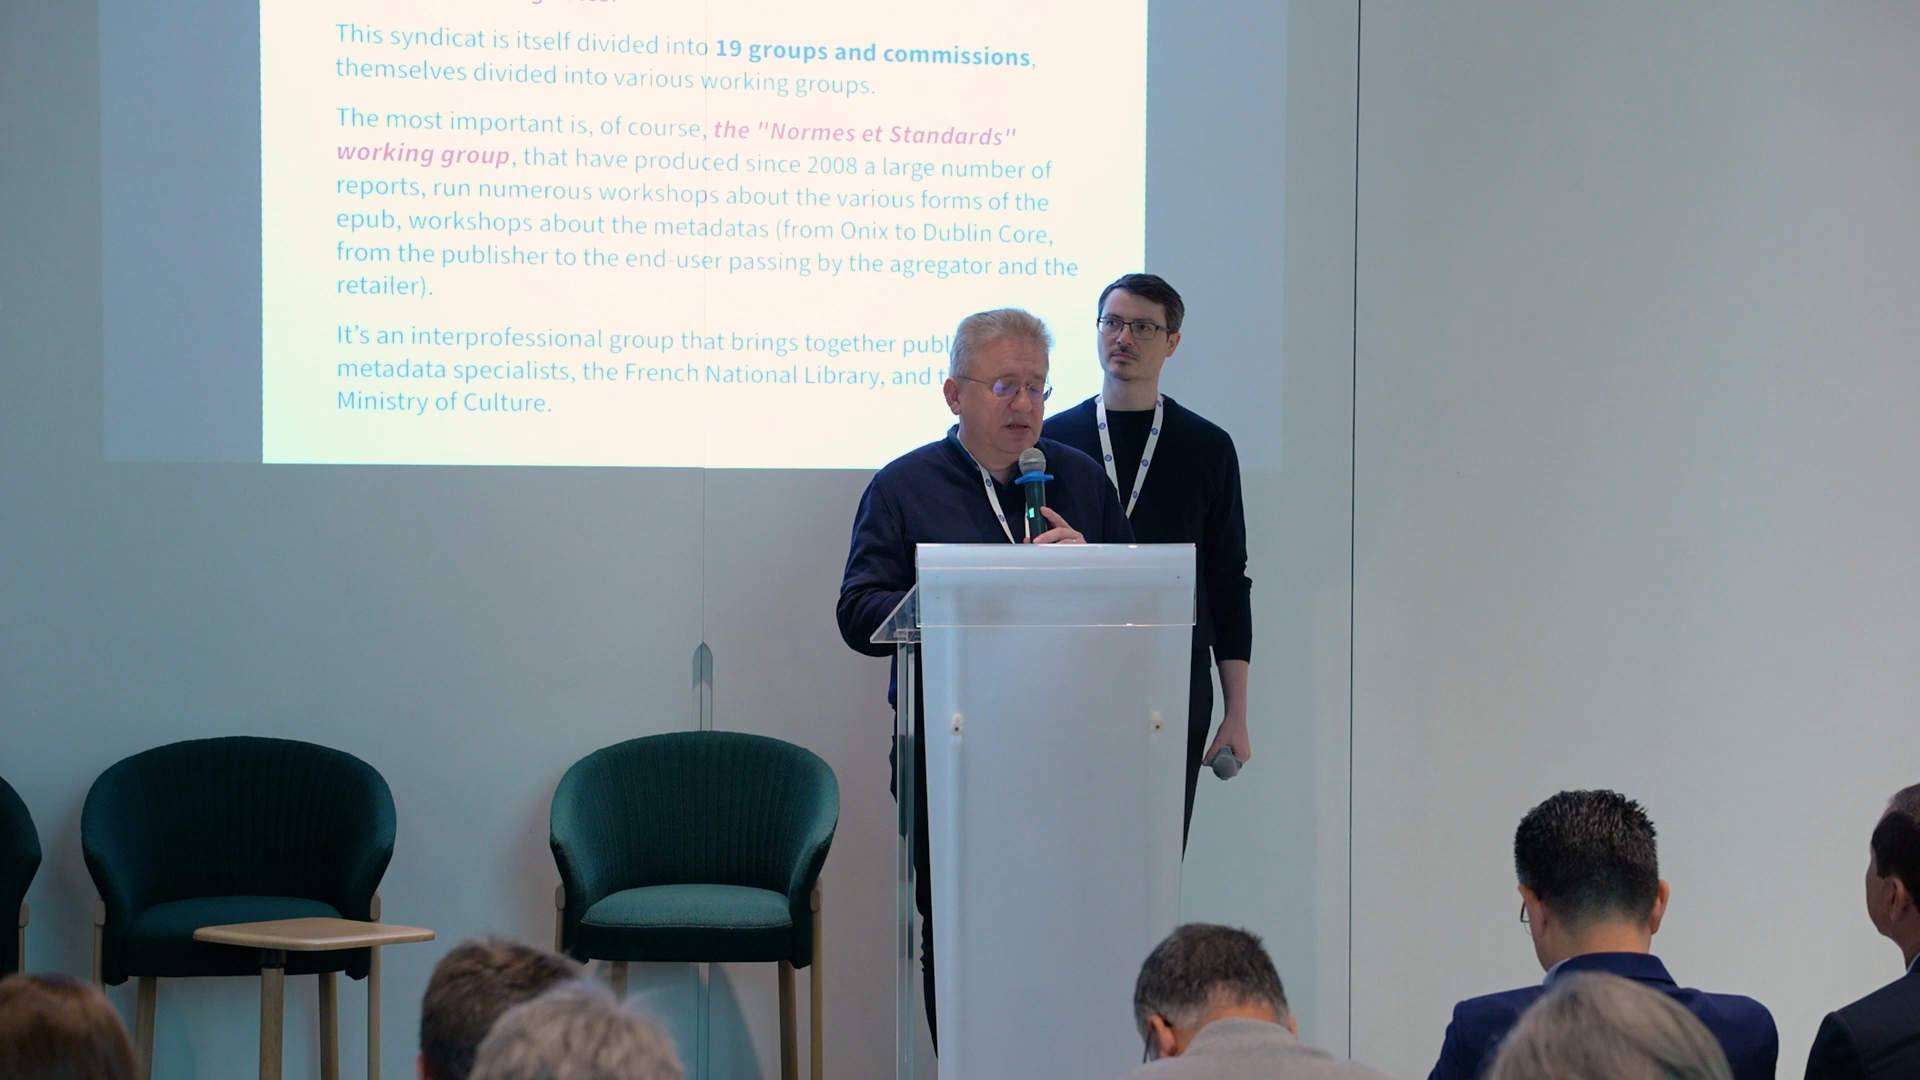 This syndicat is itself divided into 19 groups and commissions,
themselves divided into various working groups.
The most important is, of course, the "Normes et Standards"
working group, that have produced since 2008 a large number of
reports, run numerous workshops about the various forms of the
epub, workshops about the metadatas (from Onix to Dublin Core,
from the publisher to the end-user passing by the agregator and the
retailer).
It's an interprofessional group that brings together
metadata specialists, the French National Library, and
Ministry of Culture.